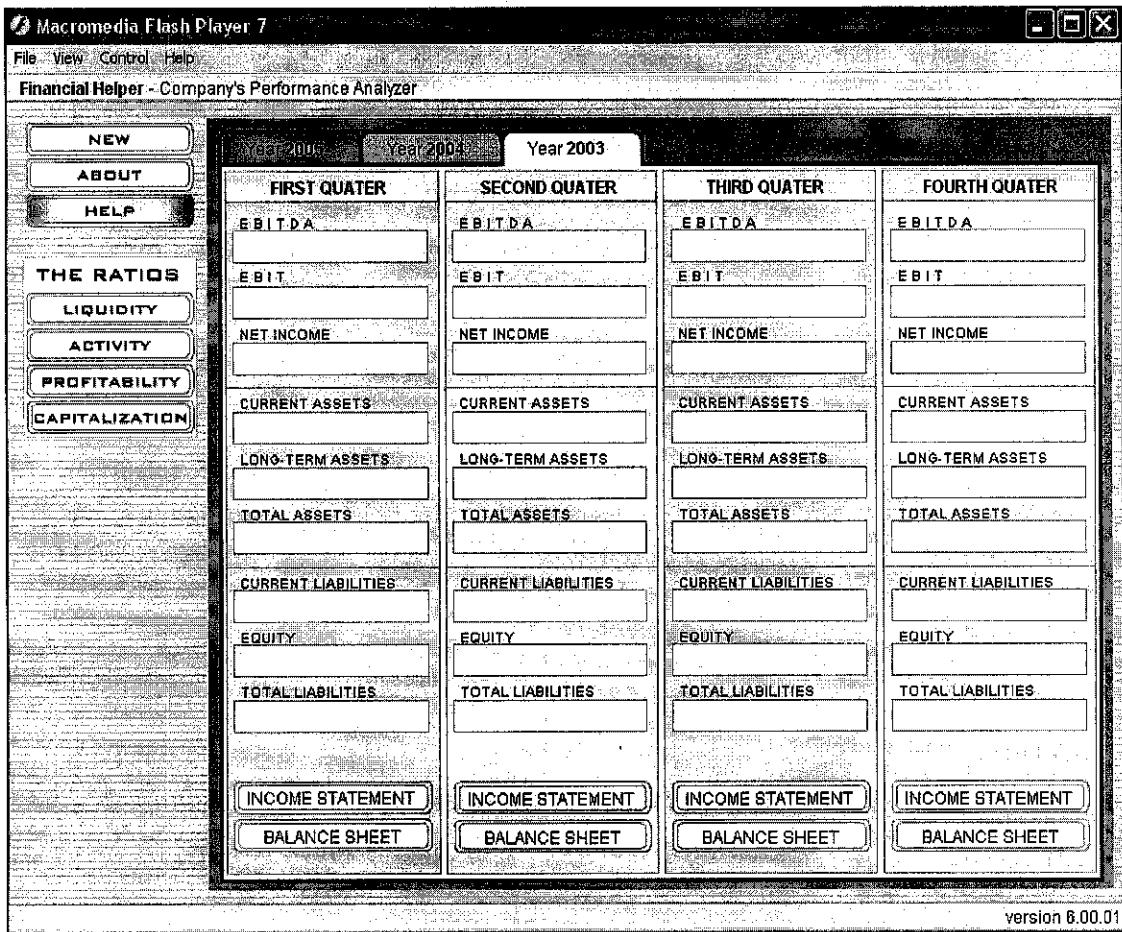 Macromedia Flash Player 7
File View Control Help
Financial Helper - Company's Performance Analyzer
NEW
ABOUT
HELP
THE RATIOS
LIQUIDITY
ACTIVITY
PROFITABILITY
CAPITALIZATION
Year Year 2004 Year 2003
FIRST QUATER SECOND QUATER THIRD QUATER FOURTH QUATER
EBITDA EBITDA EBITDA EBITDA
EBIT EBIT EBIT EBIT
NET INCOME NET INCOME NET INCOME NET INCOME
CURRENT ASSETS CURRENT ASSETS CURRENT ASSETS CURRENT ASSETS
LONG-TERM ASSETS LONG-TERM ASSETS LONG-TERM ASSETS LONG-TERM ASSETS
TOTAL ASSETS TOTAL ASSETS TOTAL ASSETS TOTAL ASSETS
CURRENT LIABILITIES CURRENT LIABILITIES CURRENT LIABILITIES CURRENT LIABILITIES
EQUITY EQUITY EQUITY EQUITY
TOTAL LIABILITIES TOTAL LIABILITIES TOTAL LIABILITIES TOTAL LIABILITIES
INCOME STATEMENT INCOME STATEMENT INCOME STATEMENT INCOME STATEMENT
BALANCE SHEET BALANCE SHEET BALANCE SHEET BALANCE SHEET
version 6.00.01